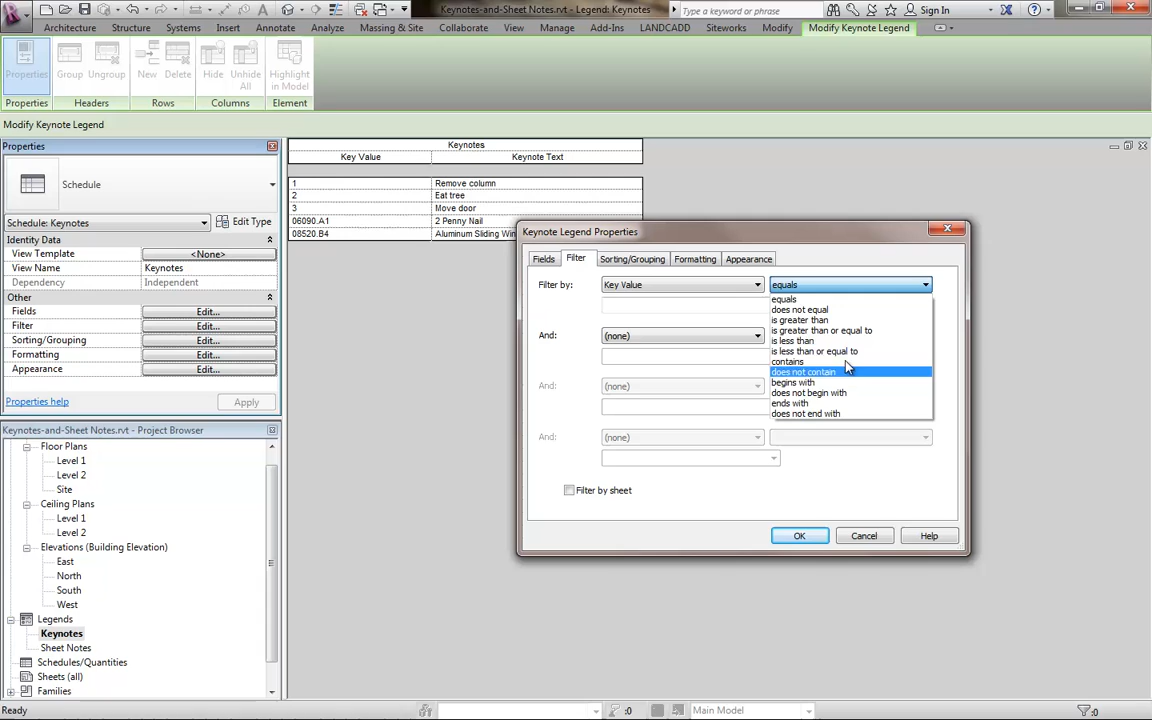 Keynotes-and-Sheet Notes.rvt - Legend: Keynotes
Type a keyword or phrase
Sign In
Architecture Structure Systems Insert Annotate Analyze Massing & Site Collaborate View Manage Add-Ins LANDCADD Siteworks Modify Modify Keynote Legend
Properties Group Ungroup New Delete Hide Unhide All Highlight in Model
Properties Headers Rows Columns Element
Modify Keynote Legend
Properties
Schedule
Schedule: Keynotes Edit Type
Identity Data
View Template <None>
View Name Keynotes
Dependency Independent
Other
Fields Edit...
Filter Edit...
Sorting/Grouping Edit...
Formatting Edit...
Appearance Edit...
Properties help Apply
Keynotes-and-Sheet Notes.rvt - Project Browser
Floor Plans
Level 1
Level 2
Site
Ceiling Plans
Level 1
Level 2
Elevations (Building Elevation)
East
North
South
West
Legends
Keynotes
Sheet Notes
Schedules/Quantities
Sheets (all)
Families
Keynotes
Key Value Keynote Text
1 Remove column
2 Eat tree
3 Move door
06090.A1 2 Penny Nail
08520.B4 Aluminum Sliding Win
Keynote Legend Properties
Fields Filter Sorting/Grouping Formatting Appearance
Filter by: Key Value equals
equals
does not equal
is greater than
is greater than or equal to
is less than
is less than or equal to
contains
does not contain
begins with
does not begin with
ends with
does not end with
And: (none)
And: (none)
And: (none)
Filter by sheet
OK Cancel Help
Ready :0 Main Model :0